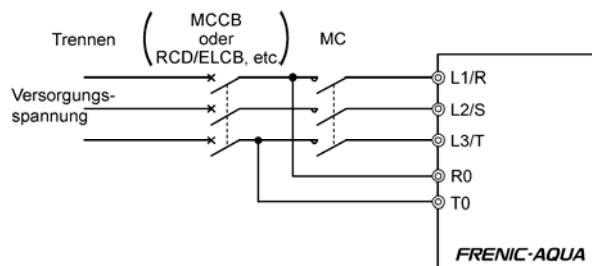 MCCB
Trennen
oder
MC
RCD/ELCB, etc.
L1/R
Versorgungs-
spannung
L2/S
L3/T
R0
T0
FRENIC-AQUA